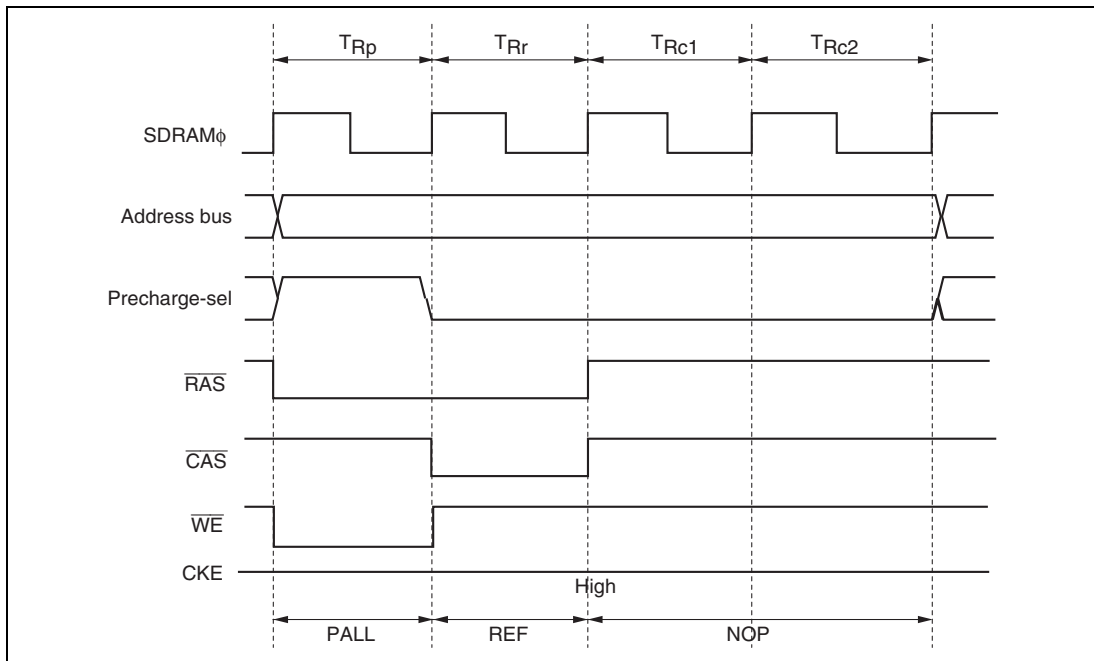 TRp TRr TRc1 TRc2
SDRAMϕ
Address bus
Precharge-sel
RAS
CAS
WE
CKE
High
PALL REF NOP